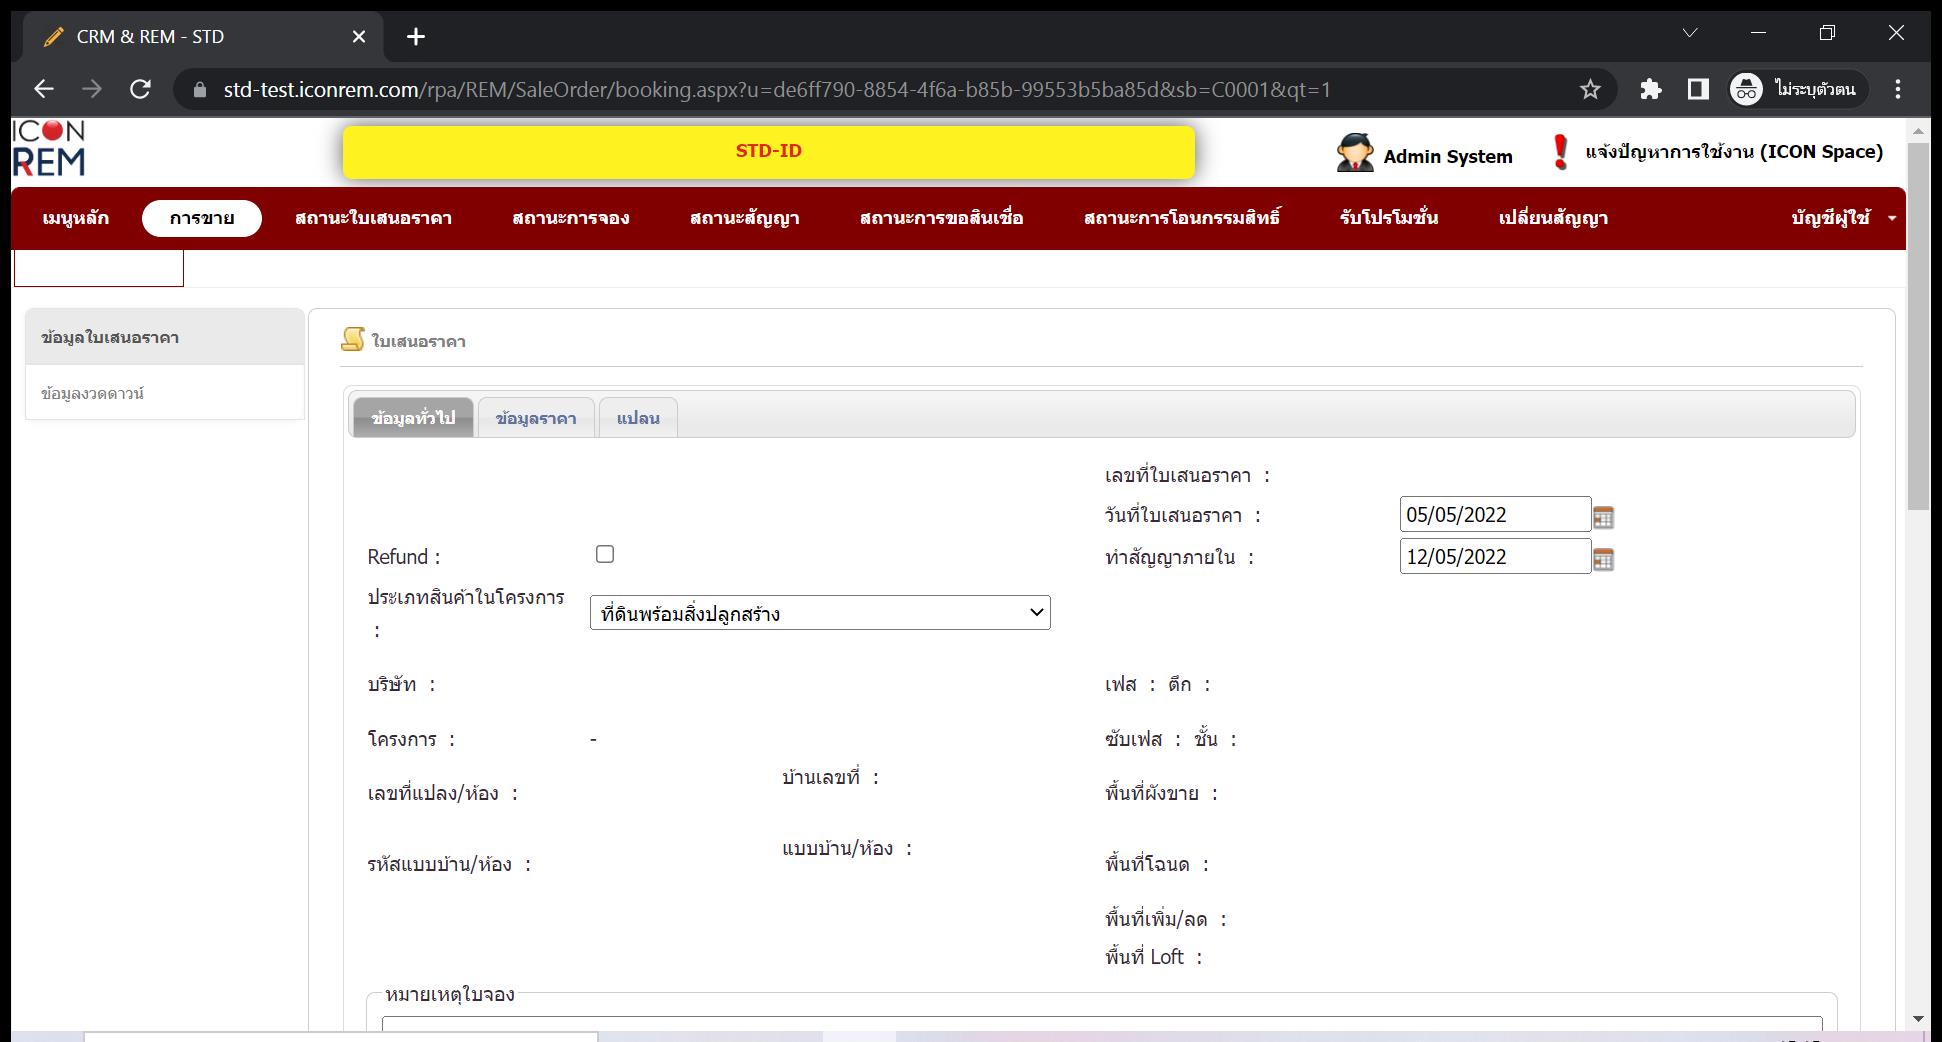 CRM & REM - STD
std-test.iconrem.com/rpa/REM/SaleOrder/booking.aspx?u=de6ff790-8854-4f6a-b85b-99553b5ba85d&sb=C0001&qt=1
ไม่ระบุตัวตน
ICON
REM
STD-ID
Admin System
แจ้งปัญหาการใช้งาน (ICON Space)
เมนูหลัก
การขาย
สถานะใบเสนอราคา
สถานะการจอง
สถานะสัญญา
สถานะการขอสินเชื่อ
สถานะการโอนกรรมสิทธิ์
รับโปรโมชั่น
เปลี่ยนสัญญา
บัญชีผู้ใช้
ข้อมูลใบเสนอราคา
ข้อมูลงวดดาวน์
ใบเสนอราคา
ข้อมูลทั่วไป
ข้อมูลราคา
แปลน
เลขที่ใบเสนอราคา :
วันที่ใบเสนอราคา : 05/05/2022
Refund :
ทำสัญญาภายใน : 12/05/2022
ประเภทสินค้าในโครงการ
:
ที่ดินพร้อมสิ่งปลูกสร้าง
บริษัท :
เฟส : ตึก :
โครงการ : -
ซับเฟส : ชั้น :
เลขที่แปลง/ห้อง :
บ้านเลขที่ :
พื้นที่ผังขาย :
รหัสแบบบ้าน/ห้อง :
แบบบ้าน/ห้อง :
พื้นที่โฉนด :
พื้นที่เพิ่ม/ลด :
พื้นที่ Loft :
หมายเหตุใบจอง